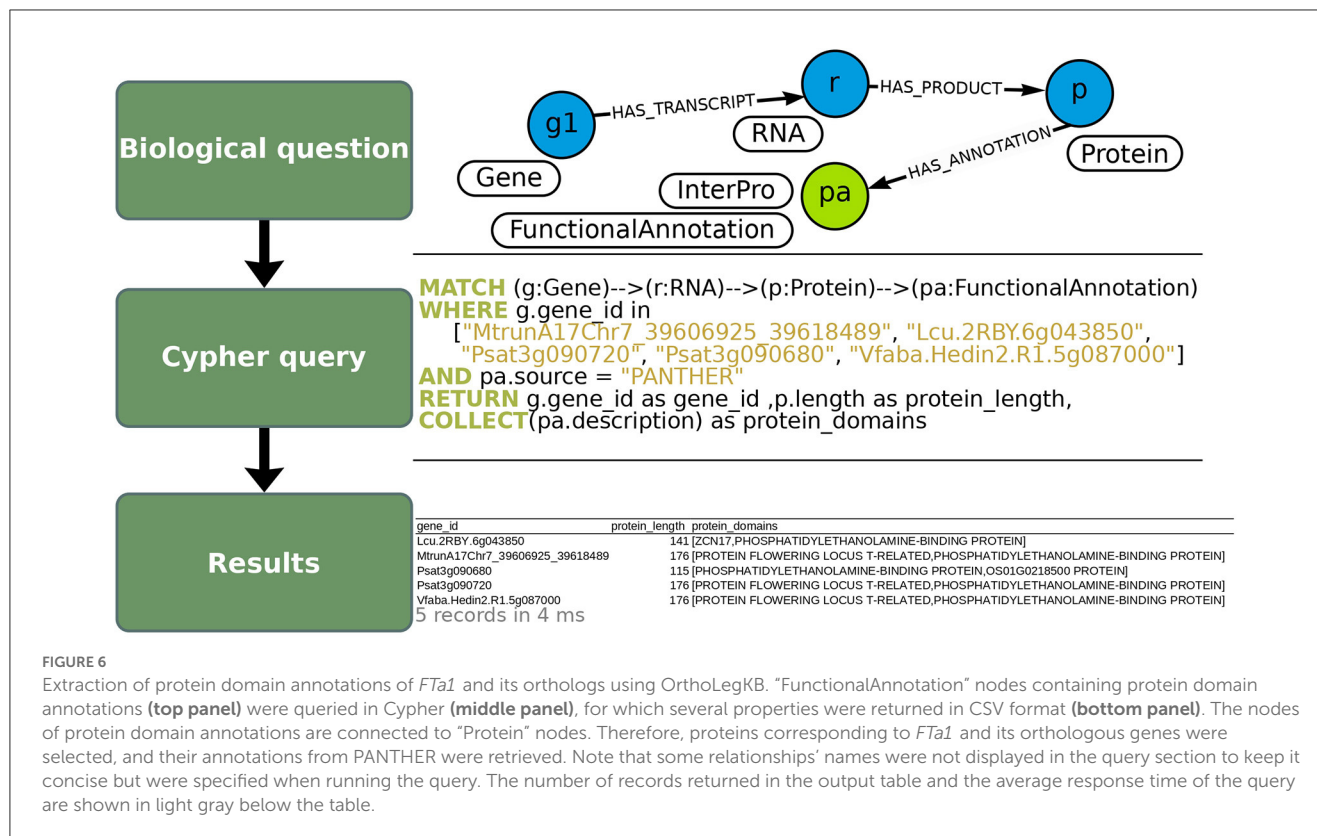 Biological question
g1
HAS_TRANSCRIPT
r
HAS_PRODUCT
p
RNA
HAS_ANNOTATION
Protein
Gene
InterPro
pa
FunctionalAnnotation
Cypher query
MATCH (g:Gene)-->(r:RNA)-->(p:Protein)-->(pa:FunctionalAnnotation)
WHERE g.gene_id in
["MtrunA17Chr7_39606925_39618489", "Lcu.2RBY.6g043850",
"Psat3g090720", "Psat3g090680", "Vfaba.Hedin2.R1.5g087000"]
AND pa.source = "PANTHER"
RETURN g.gene_id as gene_id ,p.length as protein_length,
COLLECT(pa.description) as protein_domains
Results
gene_id protein_length protein_domains
Lcu.2RBY.6g043850 141 [ZCN17,PHOSPHATIDYLETHANOLAMINE-BINDING PROTEIN]
MtrunA17Chr7_39606925_39618489 176 [PROTEIN FLOWERING LOCUS T-RELATED,PHOSPHATIDYLETHANOLAMINE-BINDING PROTEIN]
Psat3g090680 115 [PHOSPHATIDYLETHANOLAMINE-BINDING PROTEIN,OS01G0218500 PROTEIN]
Psat3g090720 176 [PROTEIN FLOWERING LOCUS T-RELATED,PHOSPHATIDYLETHANOLAMINE-BINDING PROTEIN]
Vfaba.Hedin2.R1.5g087000 176 [PROTEIN FLOWERING LOCUS T-RELATED,PHOSPHATIDYLETHANOLAMINE-BINDING PROTEIN]
5 records in 4 ms
FIGURE 6
Extraction of protein domain annotations of FTa1 and its orthologs using OrthoLegKB. "FunctionalAnnotation" nodes containing protein domain
annotations (top panel) were queried in Cypher (middle panel), for which several properties were returned in CSV format (bottom panel). The nodes
of protein domain annotations are connected to "Protein" nodes. Therefore, proteins corresponding to FTa1 and its orthologous genes were
selected, and their annotations from PANTHER were retrieved. Note that some relationships' names were not displayed in the query section to keep it
concise but were specified when running the query. The number of records returned in the output table and the average response time of the query
are shown in light gray below the table.